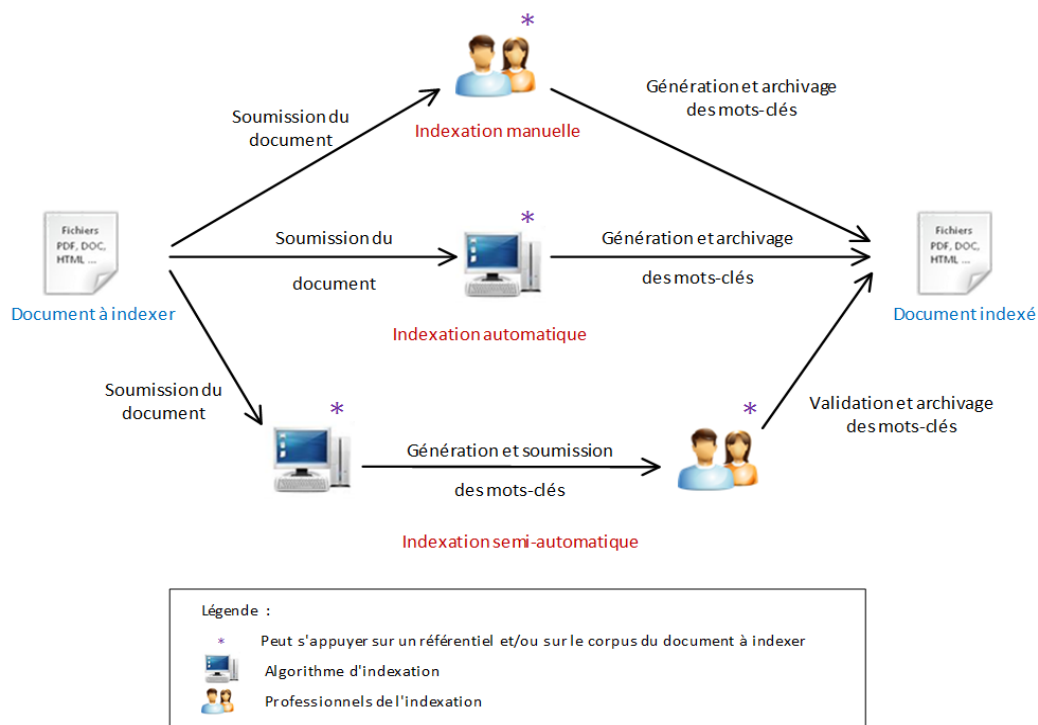 *
Génération et archivage
des mots-clés
Soumission du
document
Indexation manuelle
Fichiers
PDF, DOC,
HTML ...
Document à indexer
Soumission du
document
*
Génération et archivage
des mots-clés
Indexation automatique
Fichiers
PDF, DOC,
HTML ...
Document indexé
Soumission du
document
*
Génération et soumission
des mots-clés
*
Validation et archivage
des mots-clés
Indexation semi-automatique
Légende :
* Peut s'appuyer sur un référentiel et/ou sur le corpus du document à indexer
Algorithme d'indexation
Professionnels de l'indexation